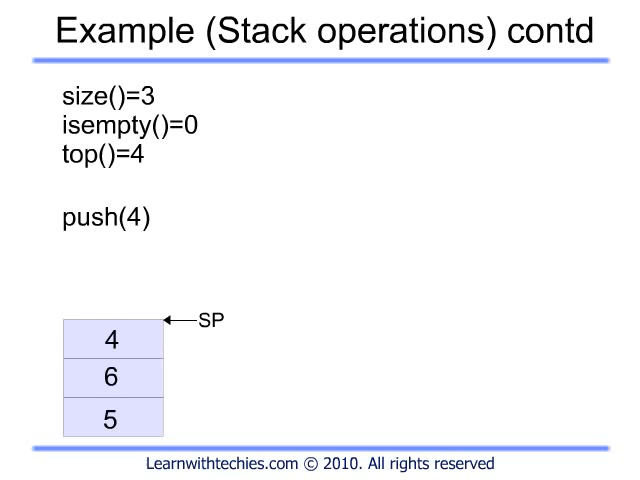 Example (Stack operations) contd
size()=3
isempty()=0
top()=4
push(4)
SP
4
6
5
Learnwithtechies.com © 2010. All rights reserved